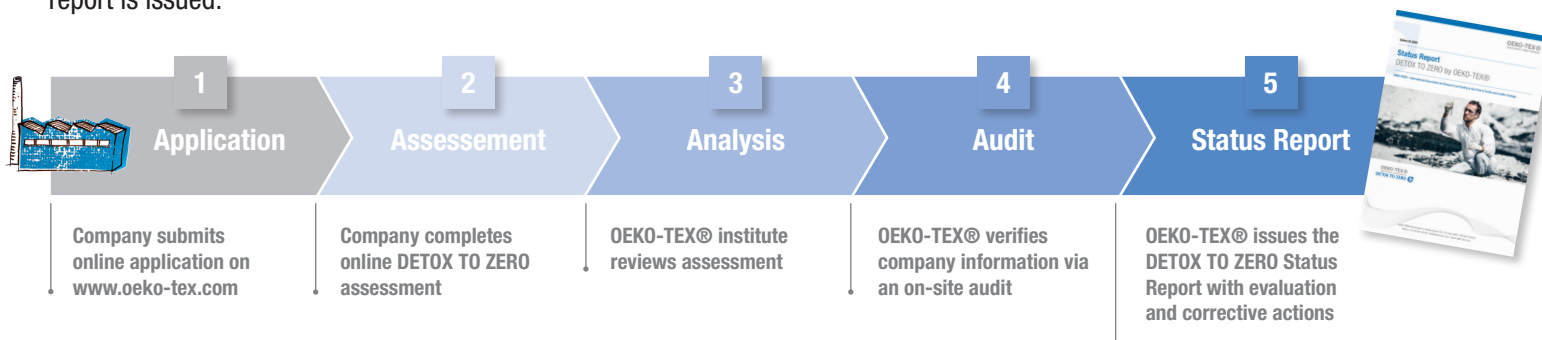 report is issued.
1
Application
Company submits
online application on
www.oeko-tex.com
2
Assessement
Company completes
online DETOX TO ZERO
assessment
3
Analysis
OEKO-TEX® institute
reviews assessment
4
Audit
OEKO-TEX® verifies
company information via
an on-site audit
5
Status Report
OEKO-TEX® issues the
DETOX TO ZERO Status
Report with evaluation
and corrective actions
OEKO-TEX®
Status Report
DETOX TO ZERO by OEKO-TEX®
OEKO-TEX®
DETOX TO ZERO